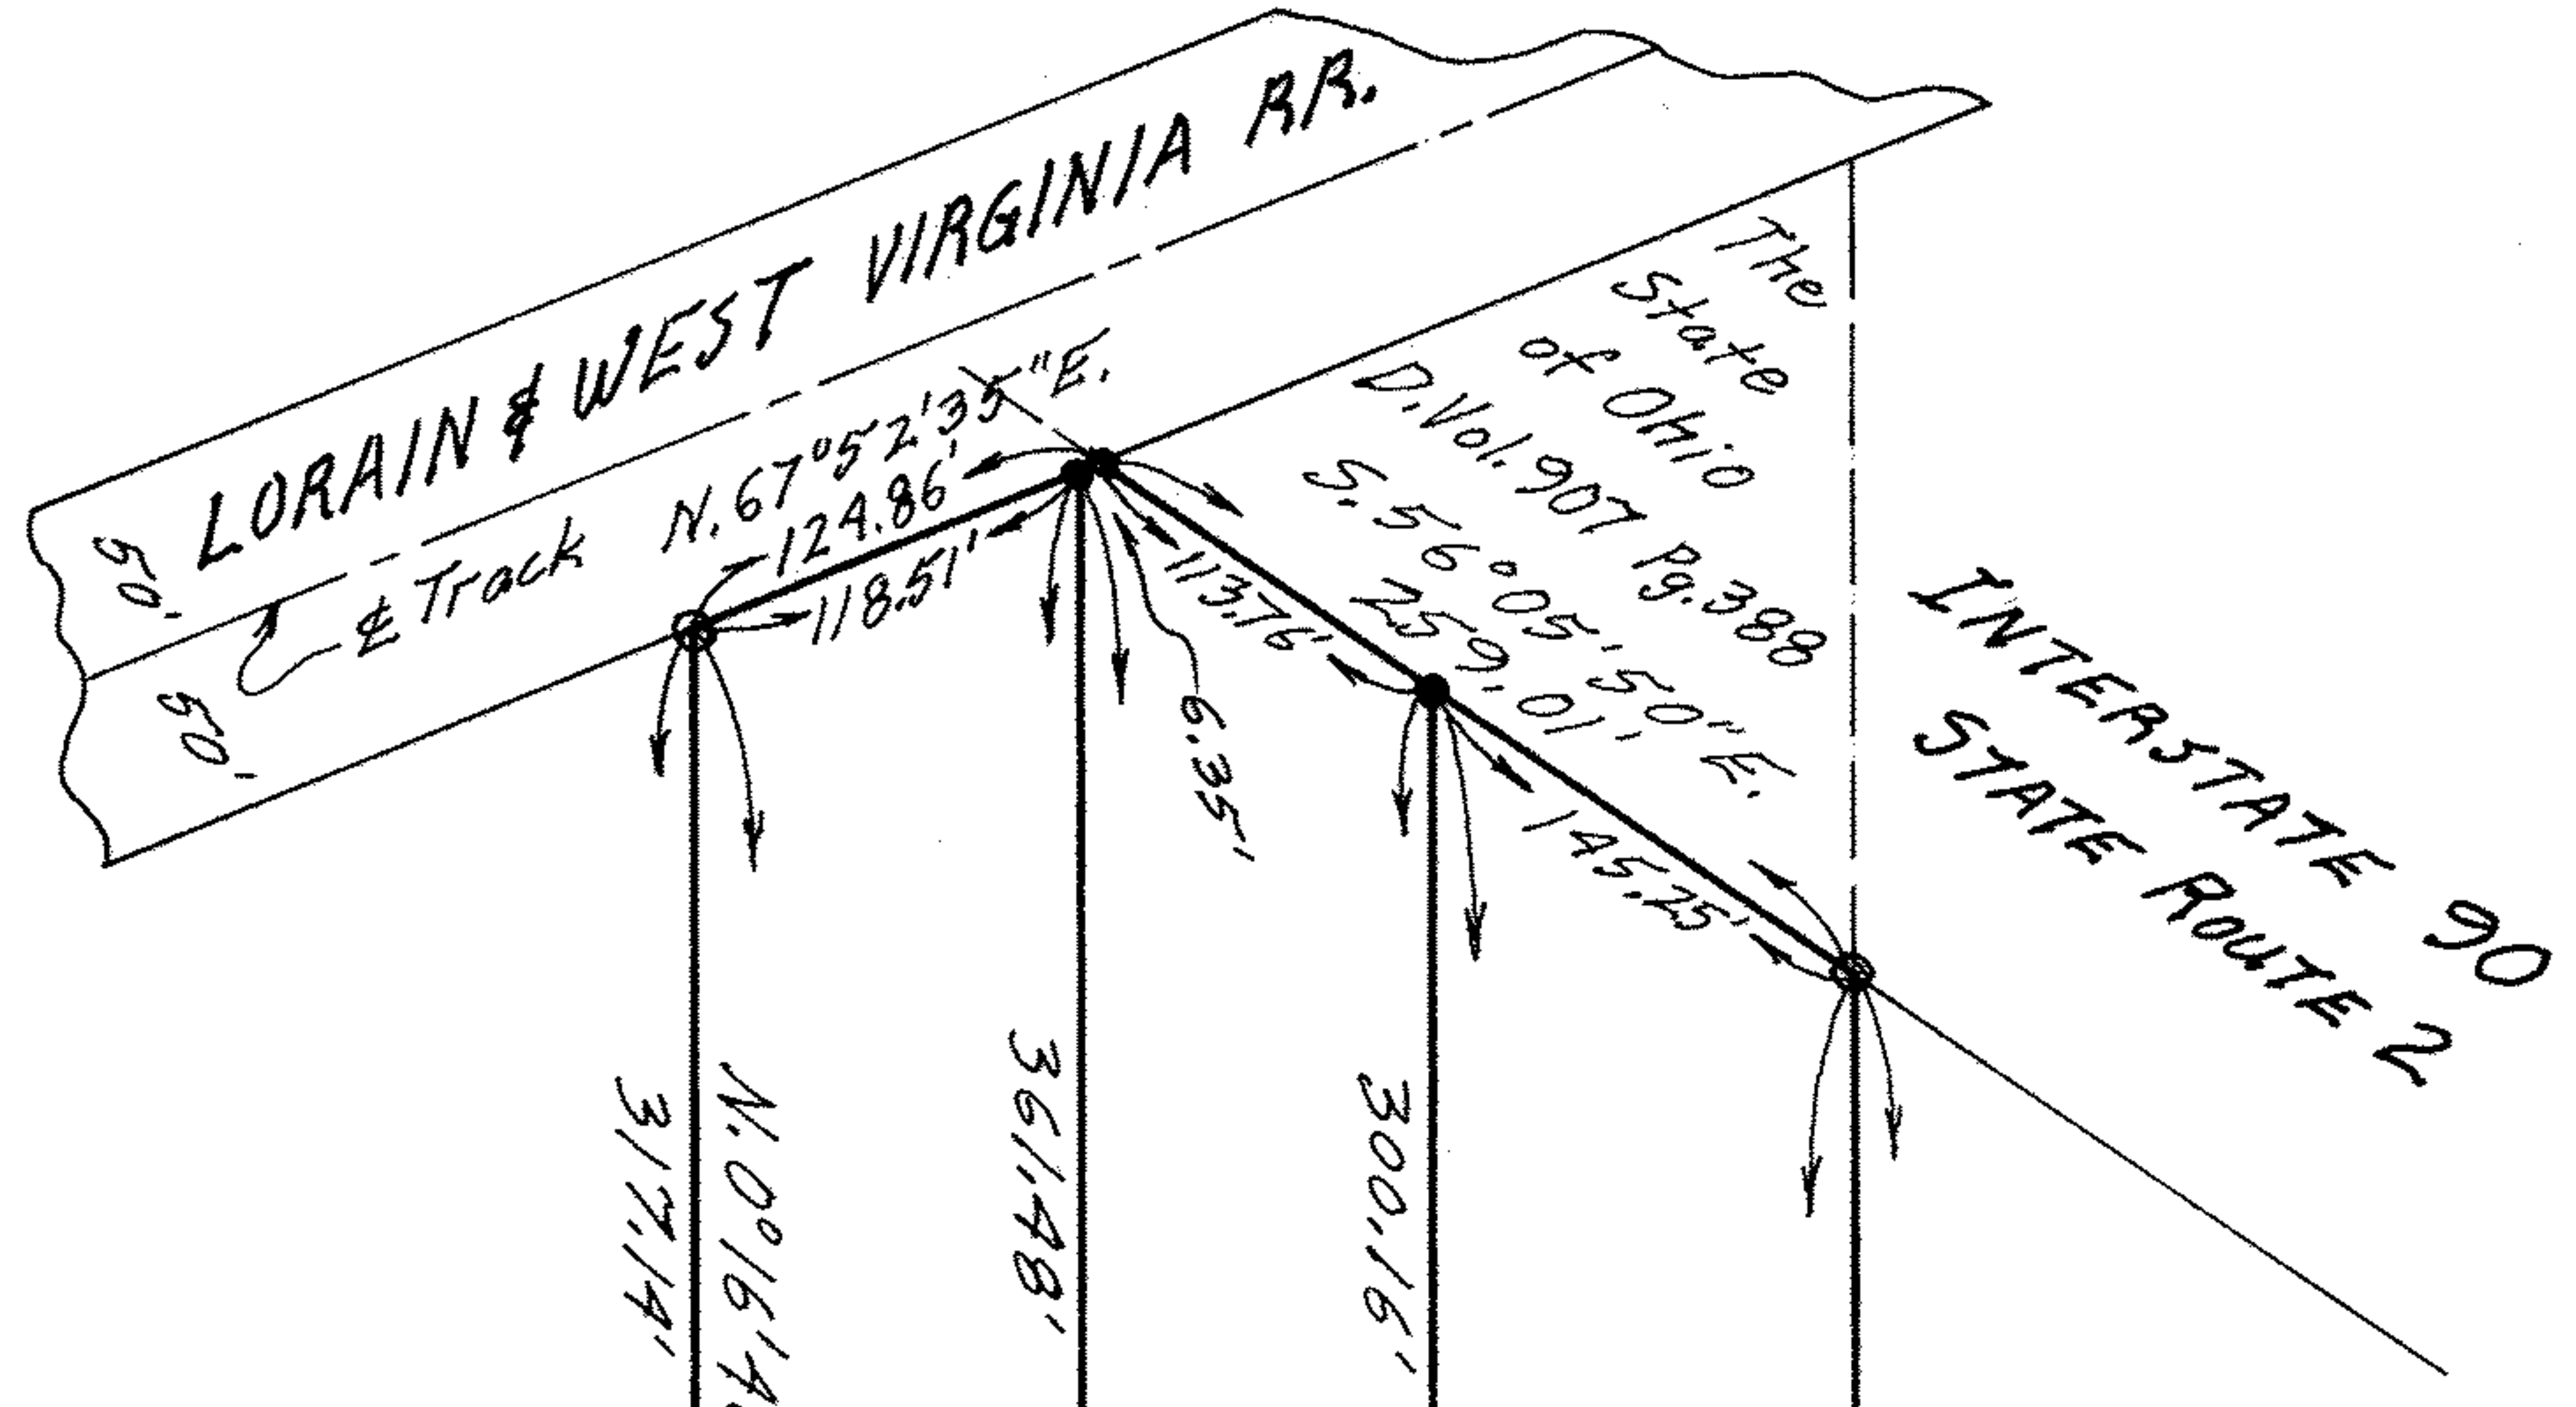 LORAIN & WEST VIRGINIA RR.
50'
℄ Track
50'
N. 67°52'35"E.
124.86'
118.51'
The
State
of Ohio
D.Vol. 907 Pg. 388
S. 56°05'50"E.
259.01'
113.76'
6.35'
145.25'
INTERSTATE 90
STATE ROUTE 2
317.14'
N. 0°16'4
361.48'
300.16'